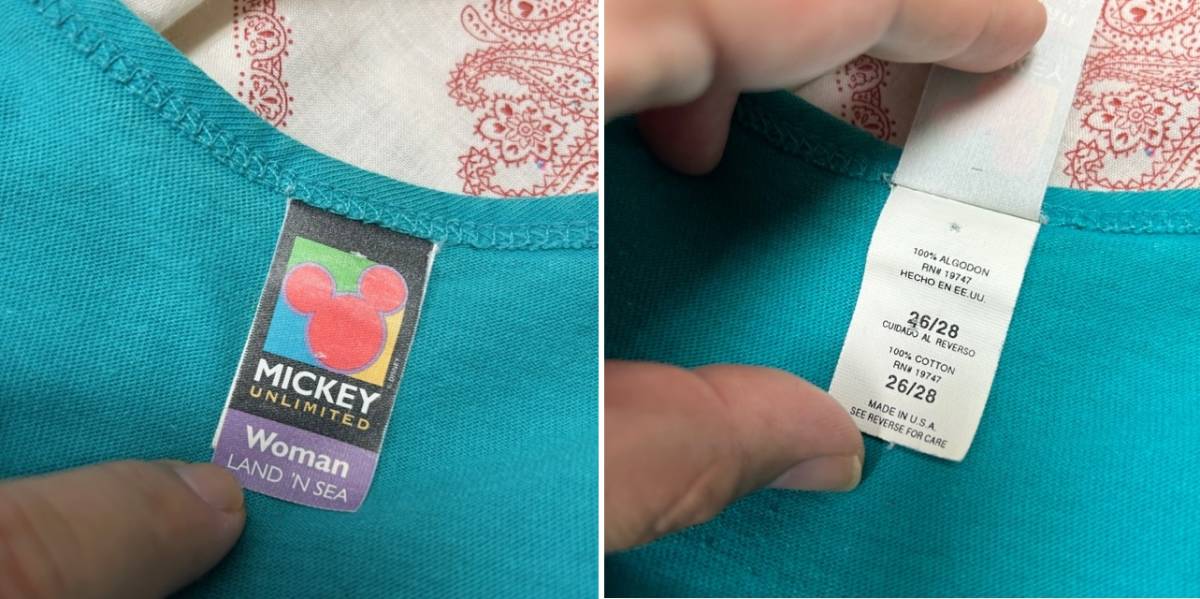 MICKEY
UNLIMITED
Woman
LAND 'N SEA
100% ALGODON
RN# 19747
HECHO EN EE.UU.
26/28
CUIDADO AL REVERSO
100% COTTON
RN# 19747
26/28
MADE IN U.S.A.
SEE REVERSE FOR CARE